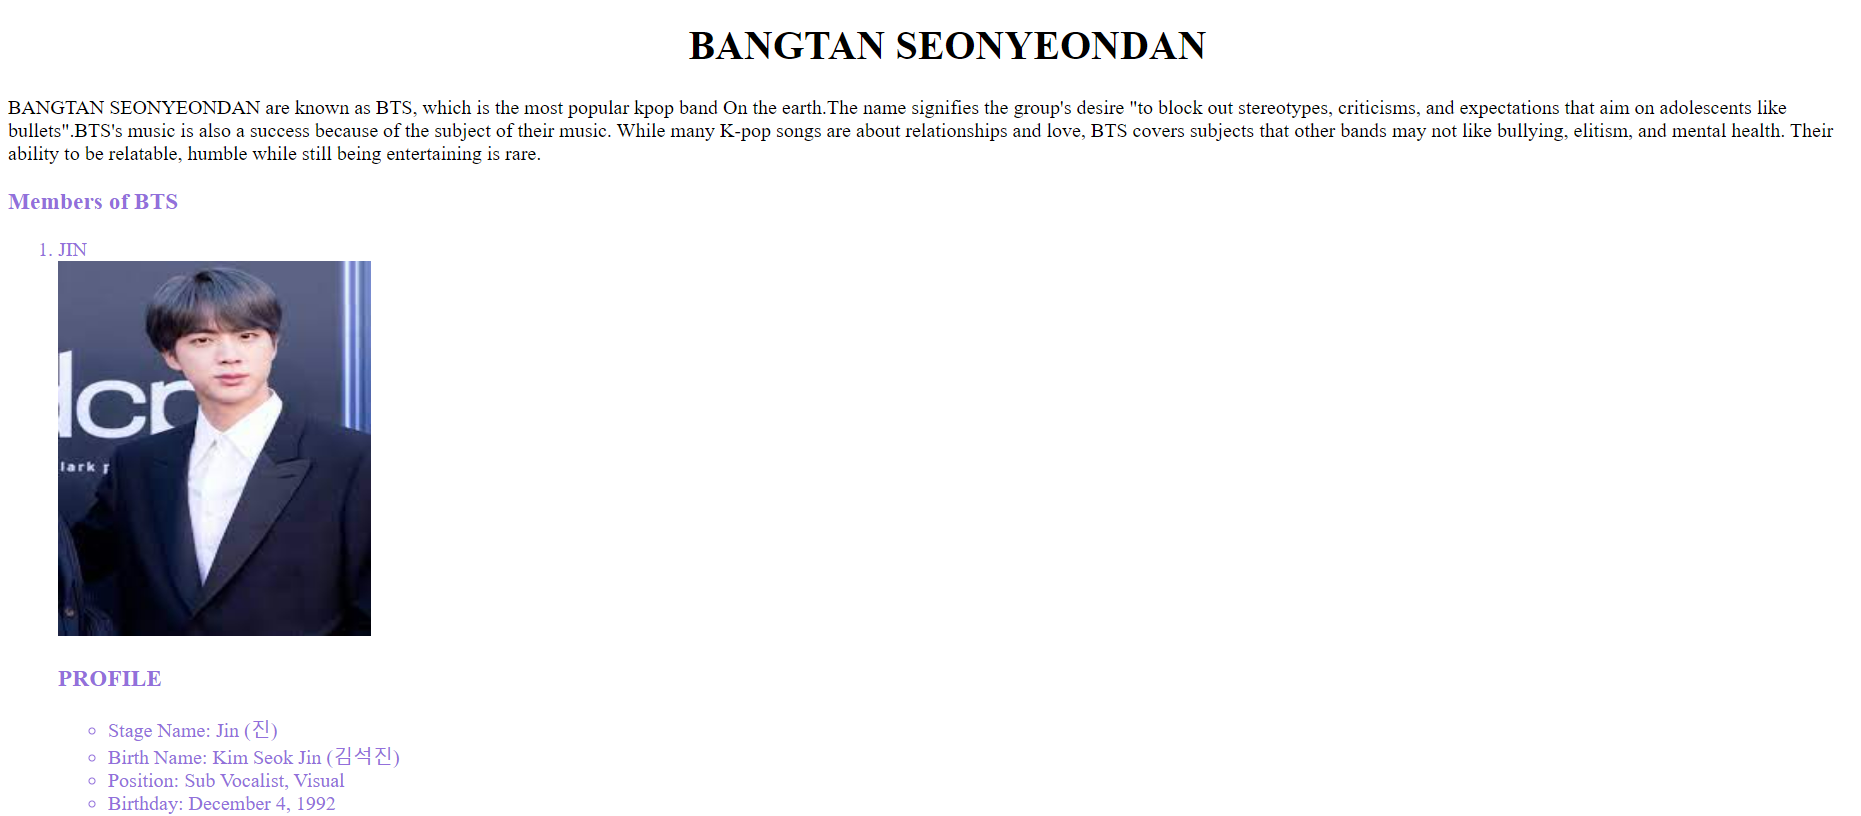 BANGTAN SEONYEONDAN
BANGTAN SEONYEONDAN are known as BTS, which is the most popular kpop band On the earth.The name signifies the group's desire "to block out stereotypes, criticisms, and expectations that aim on adolescents like
bullets".BTS's music is also a success because of the subject of their music. While many K-pop songs are about relationships and love, BTS covers subjects that other bands may not like bullying, elitism, and mental health. Their
ability to be relatable, humble while still being entertaining is rare.
Members of BTS
1. JIN
dcp
lark p
PROFILE
Stage Name: Jin (진)
Birth Name: Kim Seok Jin (김석진)
Position: Sub Vocalist, Visual
Birthday: December 4, 1992